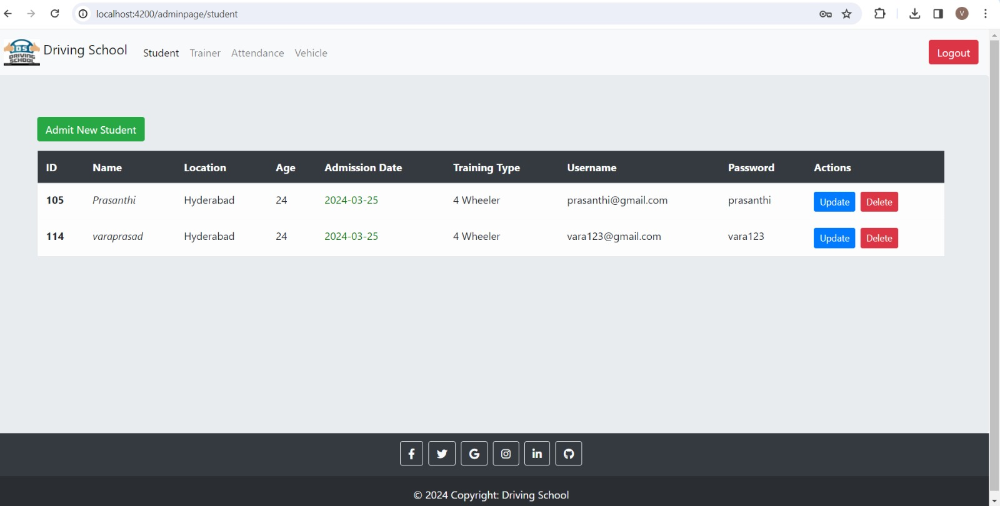 localhost:4200/adminpage/student
V
DS DRIVING SCHOOL
Driving School Student Trainer Attendance Vehicle Logout
Admit New Student
ID Name Location Age Admission Date Training Type Username Password Actions
105 Prasanthi Hyderabad 24 2024-03-25 4 Wheeler prasanthi@gmail.com prasanthi Update Delete
114 varaprasad Hyderabad 24 2024-03-25 4 Wheeler vara123@gmail.com vara123 Update Delete
© 2024 Copyright: Driving School